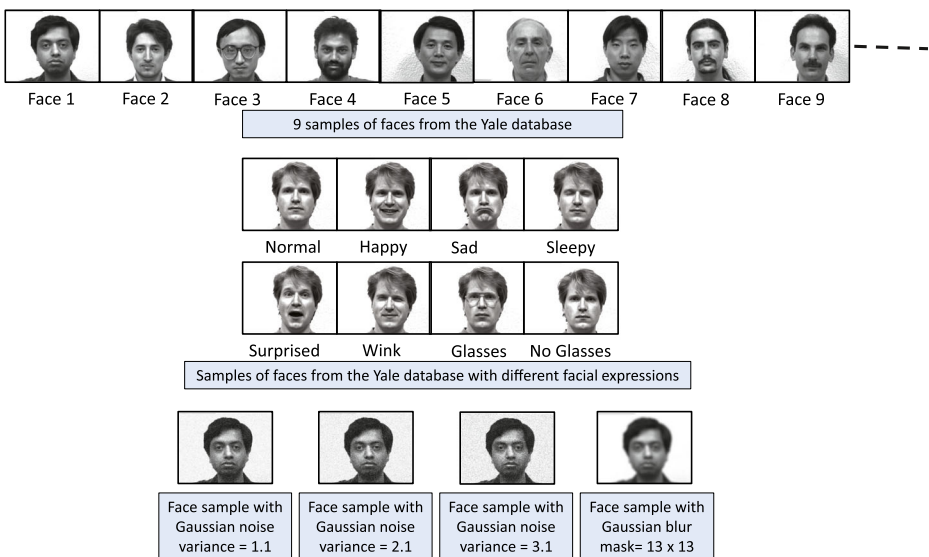 Face 1 Face 2 Face 3 Face 4 Face 5 Face 6 Face 7 Face 8 Face 9
9 samples of faces from the Yale database
Normal Happy Sad Sleepy
Surprised Wink Glasses No Glasses
Samples of faces from the Yale database with different facial expressions
Face sample with
Gaussian noise
variance = 1.1
Face sample with
Gaussian noise
variance = 2.1
Face sample with
Gaussian noise
variance = 3.1
Face sample with
Gaussian blur
mask= 13 x 13